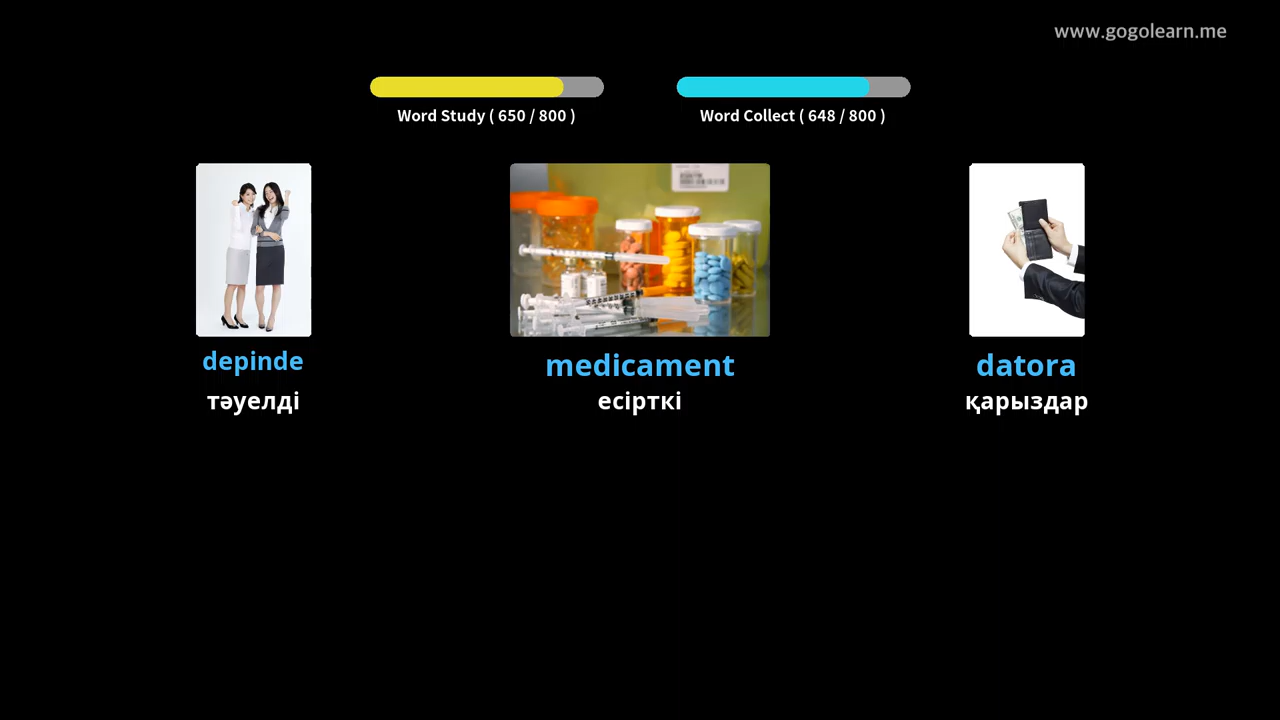 www.gogolearn.me
Word Study ( 650 / 800 )
Word Collect ( 648 / 800 )
depinde
тәуелді
medicament
есірткі
datora
қарыздар